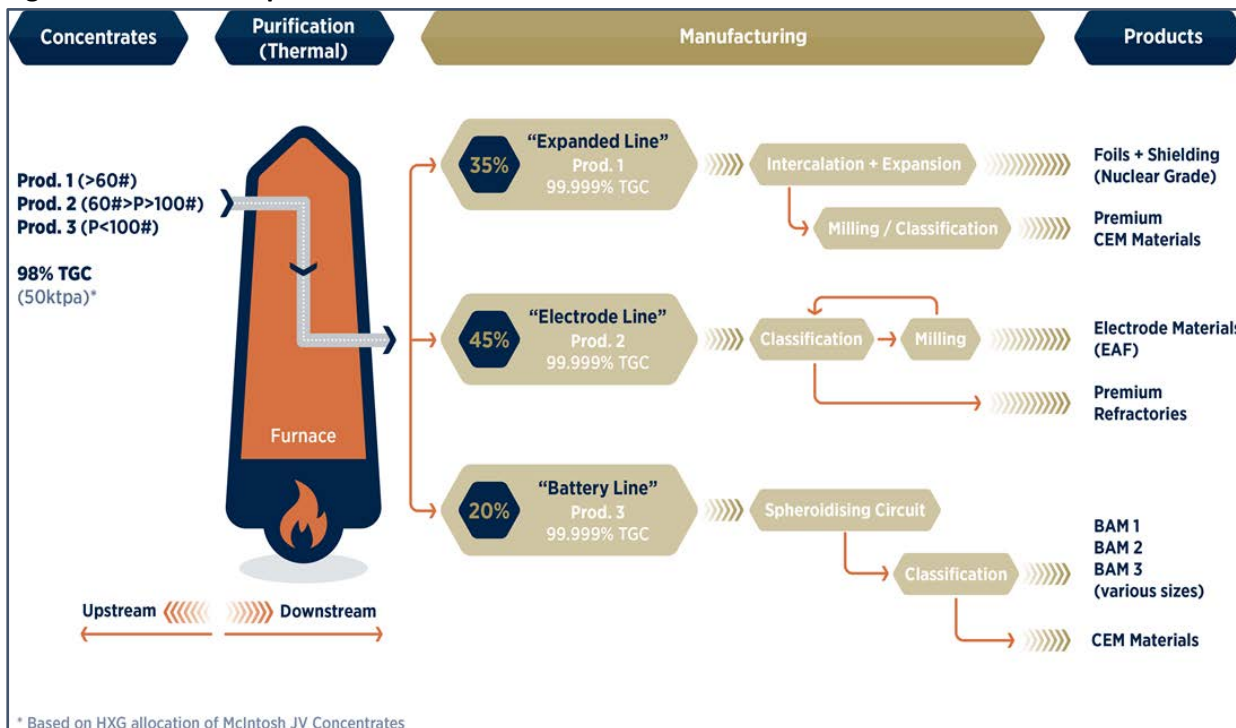 Concentrates
Purification
(Thermal)
Manufacturing
Products
Prod. 1 (>60#)
Prod. 2 (60#>P>100#)
Prod. 3 (P<100#)
98% TGC
(50ktpa)*
Furnace
Upstream
Downstream
35%
“Expanded Line”
Prod. 1
99.999% TGC
Intercalation + Expansion
Foils + Shielding
(Nuclear Grade)
Milling / Classification
Premium
CEM Materials
45%
“Electrode Line”
Prod. 2
99.999% TGC
Classification
Milling
Electrode Materials
(EAF)
Premium
Refractories
20%
“Battery Line”
Prod. 3
99.999% TGC
Spheroidising Circuit
Classification
BAM 1
BAM 2
BAM 3
(various sizes)
CEM Materials
* Based on HXG allocation of McIntosh JV Concentrates